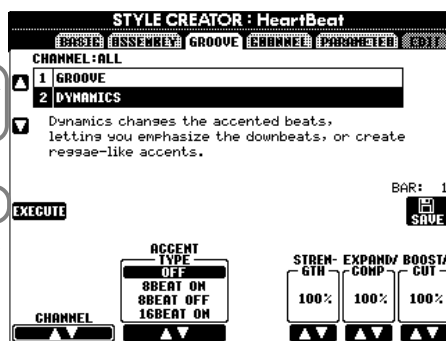 STYLE CREATOR : HeartBeat
BASIC ASSEMBLY GROOVE CHANNEL PARAMETER EDIT
CHANNEL:ALL
1 GROOVE
2 DYNAMICS
Dynamics changes the accented beats,
letting you emphasize the downbeats, or create
reggae-like accents.
BAR: 1
EXECUTE
SAVE
ACCENT
TYPE
OFF
8BEAT ON
8BEAT OFF
16BEAT ON
STREN-
GTH
100%
EXPAND/
COMP
100%
BOOST/
CUT
100%
CHANNEL